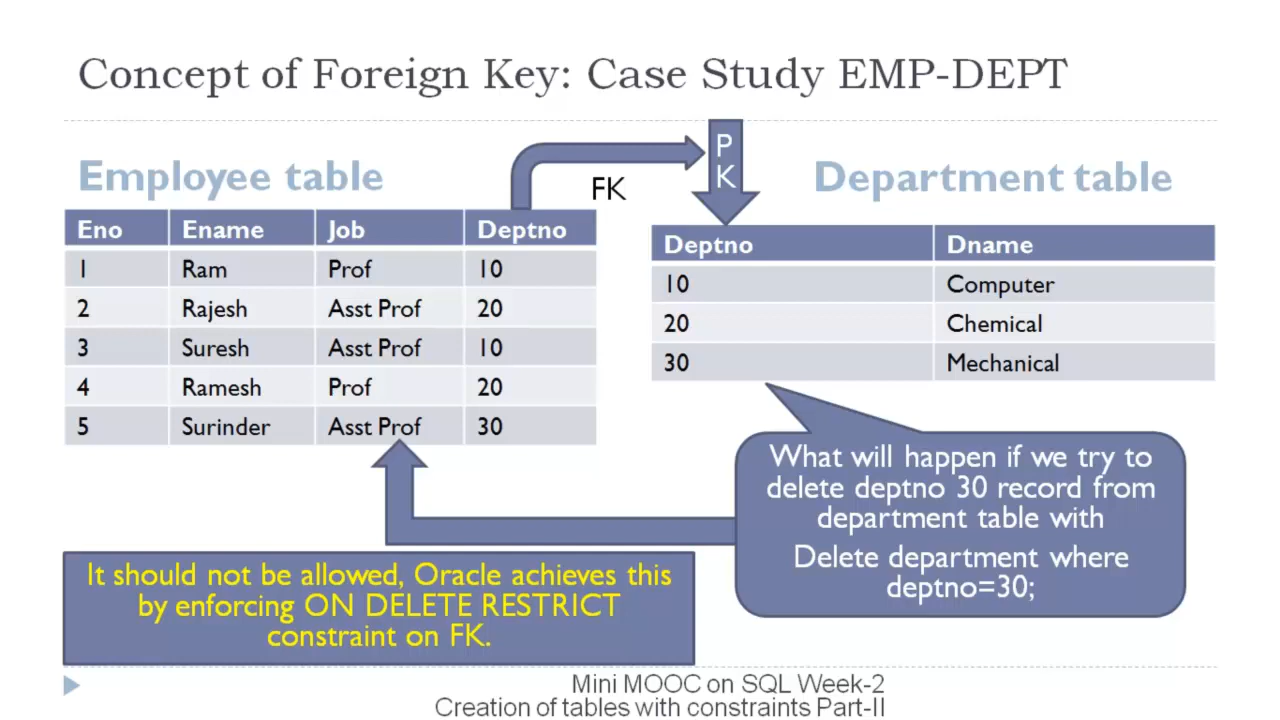 Concept of Foreign Key: Case Study EMP-DEPT
Employee table
FK
P
K
Department table
Eno Ename Job Deptno
1 Ram Prof 10
2 Rajesh Asst Prof 20
3 Suresh Asst Prof 10
4 Ramesh Prof 20
5 Surinder Asst Prof 30
Deptno Dname
10 Computer
20 Chemical
30 Mechanical
What will happen if we try to
delete deptno 30 record from
department table with
Delete department where
deptno=30;
It should not be allowed, Oracle achieves this
by enforcing ON DELETE RESTRICT
constraint on FK.
Mini MOOC on SQL Week-2
Creation of tables with constraints Part-II